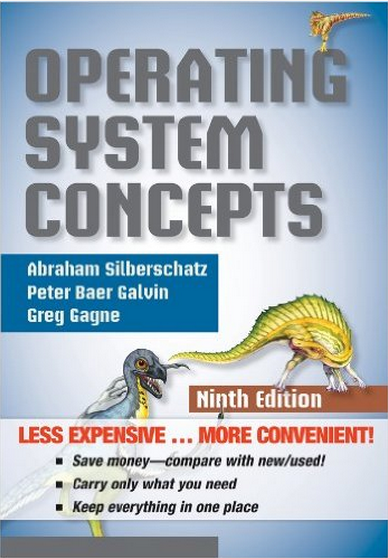 OPERATING
SYSTEM
CONCEPTS
Abraham Silberschatz
Peter Baer Galvin
Greg Gagne
Ninth Edition
LESS EXPENSIVE ... MORE CONVENIENT!
▪ Save money—compare with new/used!
▪ Carry only what you need
▪ Keep everything in one place